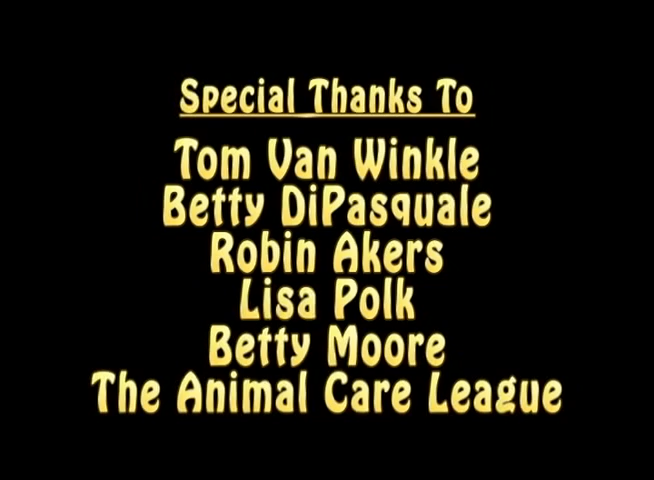 Special Thanks To
Tom Van Winkle
Betty DiPasquale
Robin Akers
Lisa Polk
Betty Moore
The Animal Care League